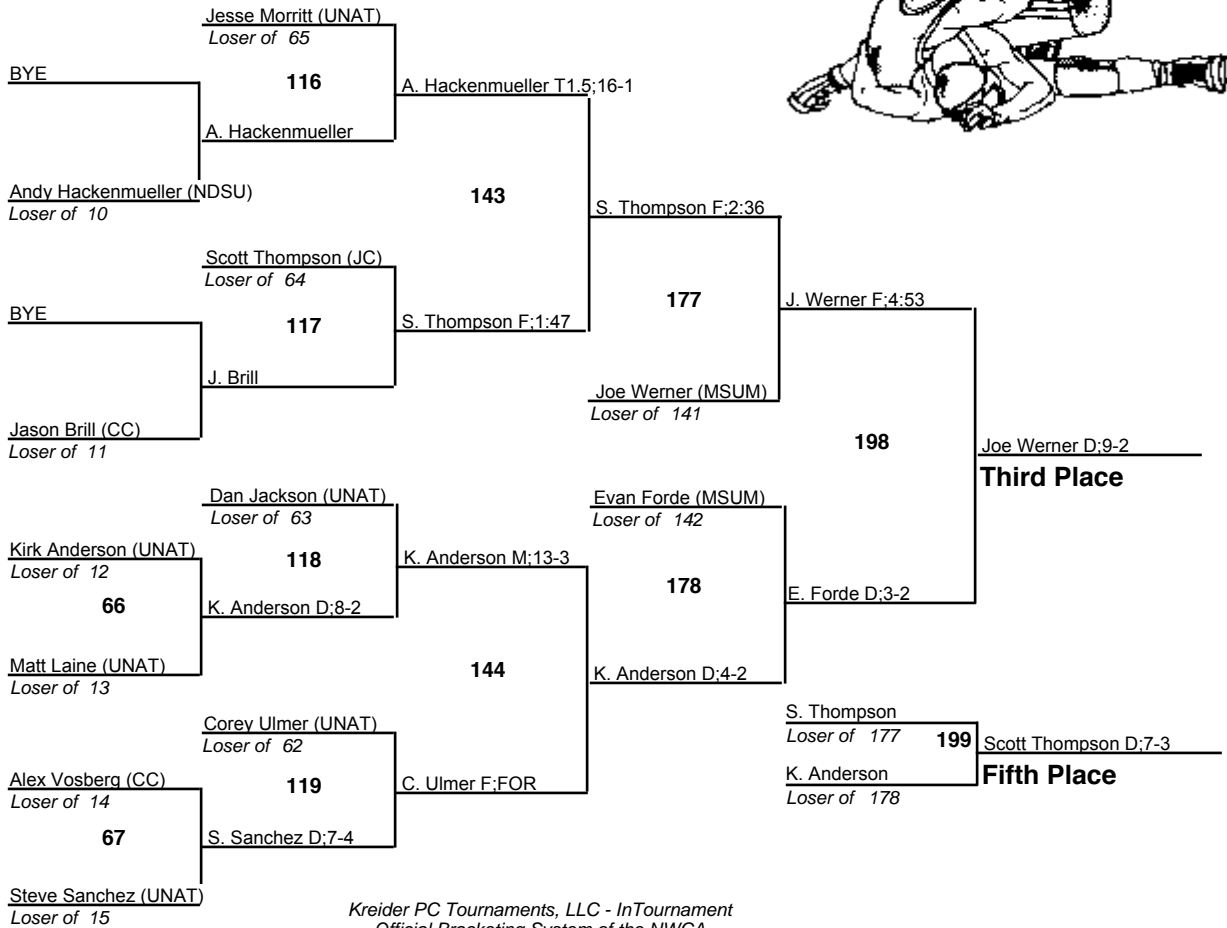 Jesse Morritt (UNAT)
Loser of 65
BYE
116
A. Hackenmueller T1.5;16-1
A. Hackenmueller
Andy Hackenmueller (NDSU)
Loser of 10
143
S. Thompson F;2:36
Scott Thompson (JC)
Loser of 64
BYE
117
S. Thompson F;1:47
177
J. Werner F;4:53
J. Brill
Joe Werner (MSUM)
Loser of 141
Jason Brill (CC)
Loser of 11
198
Joe Werner D;9-2
Third Place
Dan Jackson (UNAT)
Loser of 63
Evan Forde (MSUM)
Loser of 142
Kirk Anderson (UNAT)
Loser of 12
118
K. Anderson M;13-3
66
K. Anderson D;8-2
178
E. Forde D;3-2
Matt Laine (UNAT)
Loser of 13
144
K. Anderson D;4-2
Corey Ulmer (UNAT)
Loser of 62
S. Thompson
Loser of 177
199
Scott Thompson D;7-3
Fifth Place
K. Anderson
Loser of 178
Alex Vosberg (CC)
Loser of 14
119
C. Ulmer F;FOR
67
S. Sanchez D;7-4
Steve Sanchez (UNAT)
Loser of 15
Kreider PC Tournaments, LLC - InTournament
Official Bracketing System of the NWCA